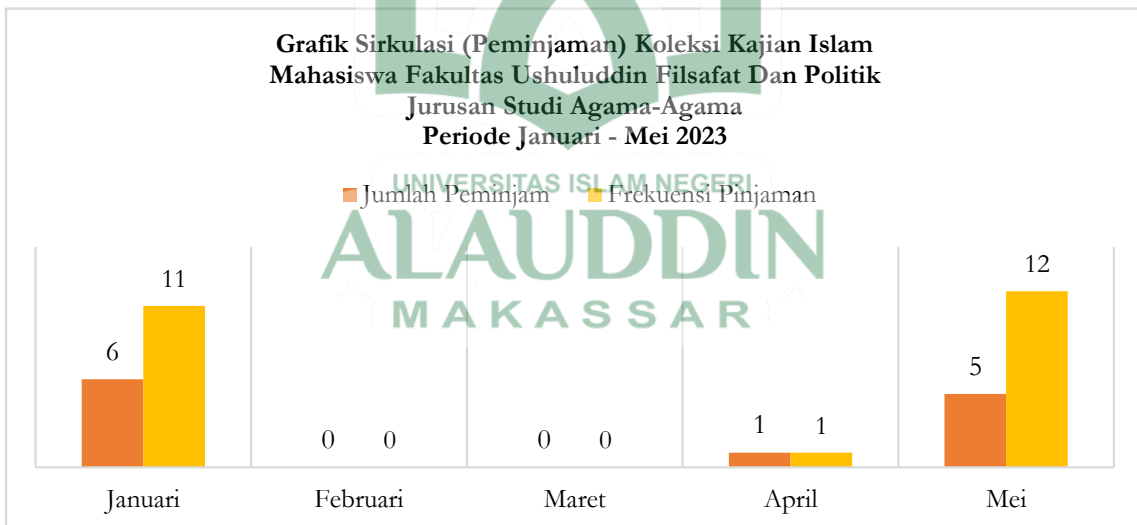 Grafik Sirkulasi (Peminjaman) Koleksi Kajian Islam
Mahasiswa Fakultas Ushuluddin Filsafat Dan Politik
Jurusan Studi Agama-Agama
Periode Januari - Mei 2023
UNIVERSITAS ISLAM NEGERI
Jumlah Peminjam Frekuensi Pinjaman
ALAUDDIN
MAKASSAR
6 11 0 0 0 0 1 1 5 12
Januari Februari Maret April Mei